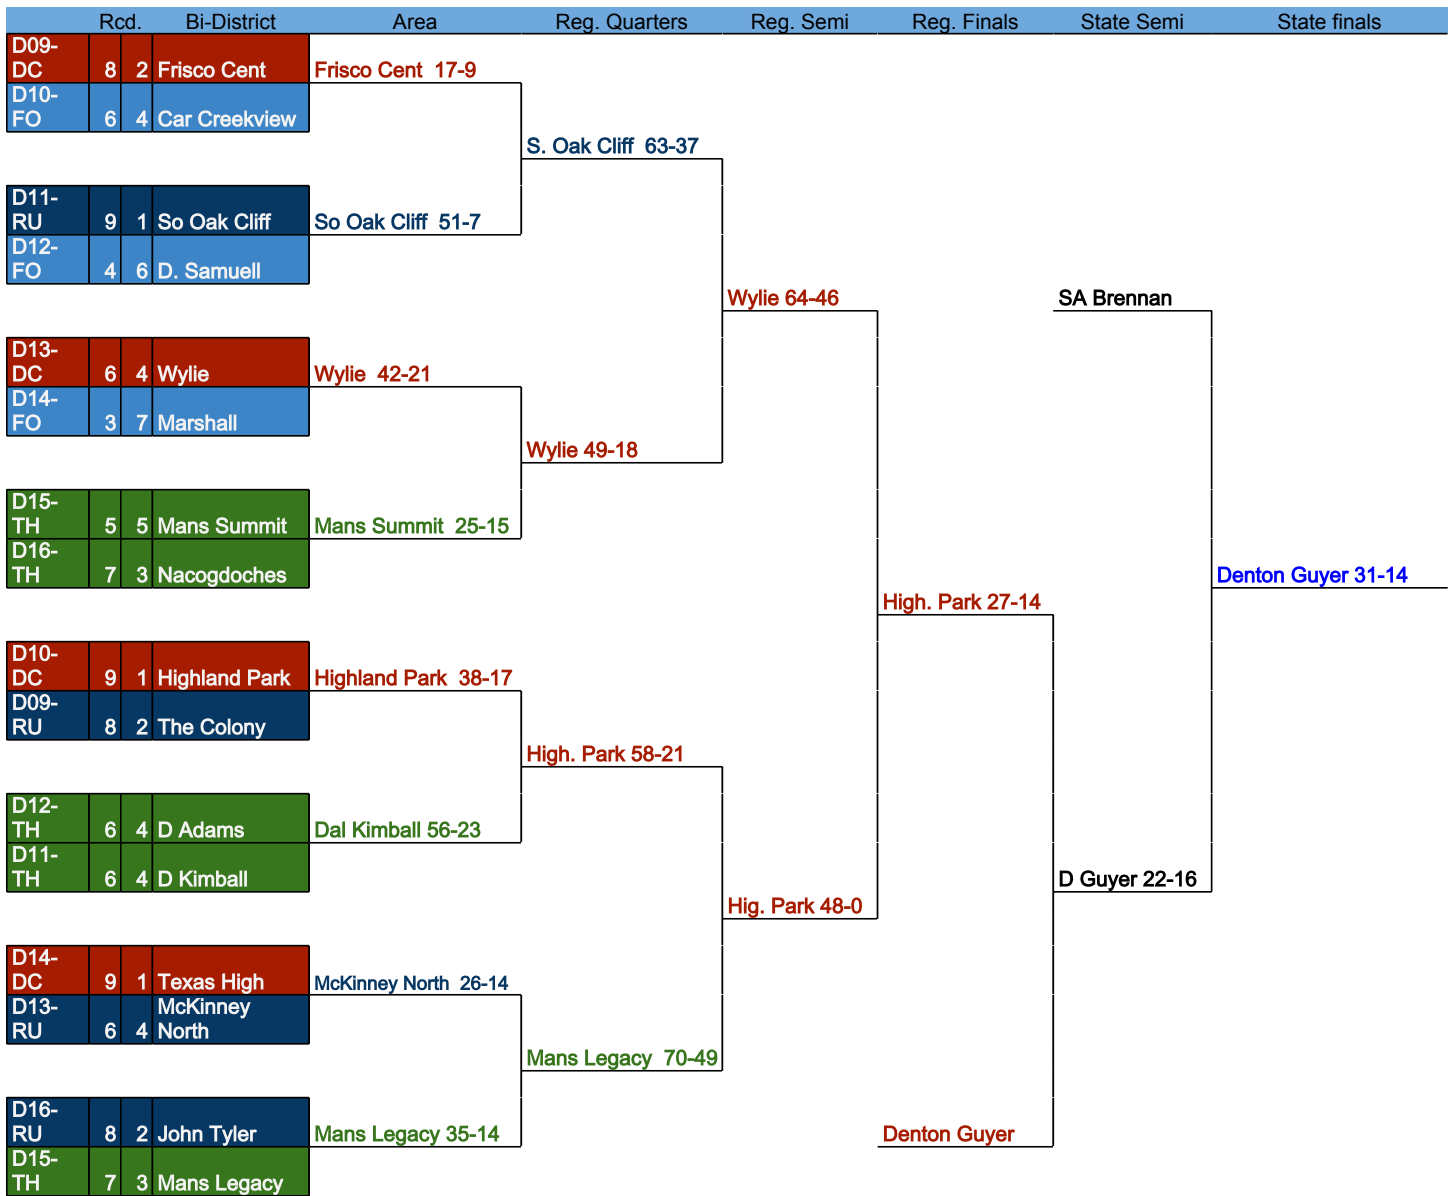 Rcd. Bi-District Area Reg. Quarters Reg. Semi Reg. Finals State Semi State finals
D09-
DC 8 2 Frisco Cent Frisco Cent 17-9
D10-
FO 6 4 Car Creekview
S. Oak Cliff 63-37
D11-
RU 9 1 So Oak Cliff So Oak Cliff 51-7
D12-
FO 4 6 D. Samuell
Wylie 64-46 SA Brennan
D13-
DC 6 4 Wylie Wylie 42-21
D14-
FO 3 7 Marshall
Wylie 49-18
D15-
TH 5 5 Mans Summit Mans Summit 25-15
D16-
TH 7 3 Nacogdoches Denton Guyer 31-14
High. Park 27-14
D10-
DC 9 1 Highland Park Highland Park 38-17
D09-
RU 8 2 The Colony
High. Park 58-21
D12-
TH 6 4 D Adams Dal Kimball 56-23
D11-
TH 6 4 D Kimball D Guyer 22-16
Hig. Park 48-0
D14-
DC 9 1 Texas High McKinney North 26-14
D13- McKinney
RU 6 4 North
Mans Legacy 70-49
D16-
RU 8 2 John Tyler Mans Legacy 35-14 Denton Guyer
D15-
TH 7 3 Mans Legacy